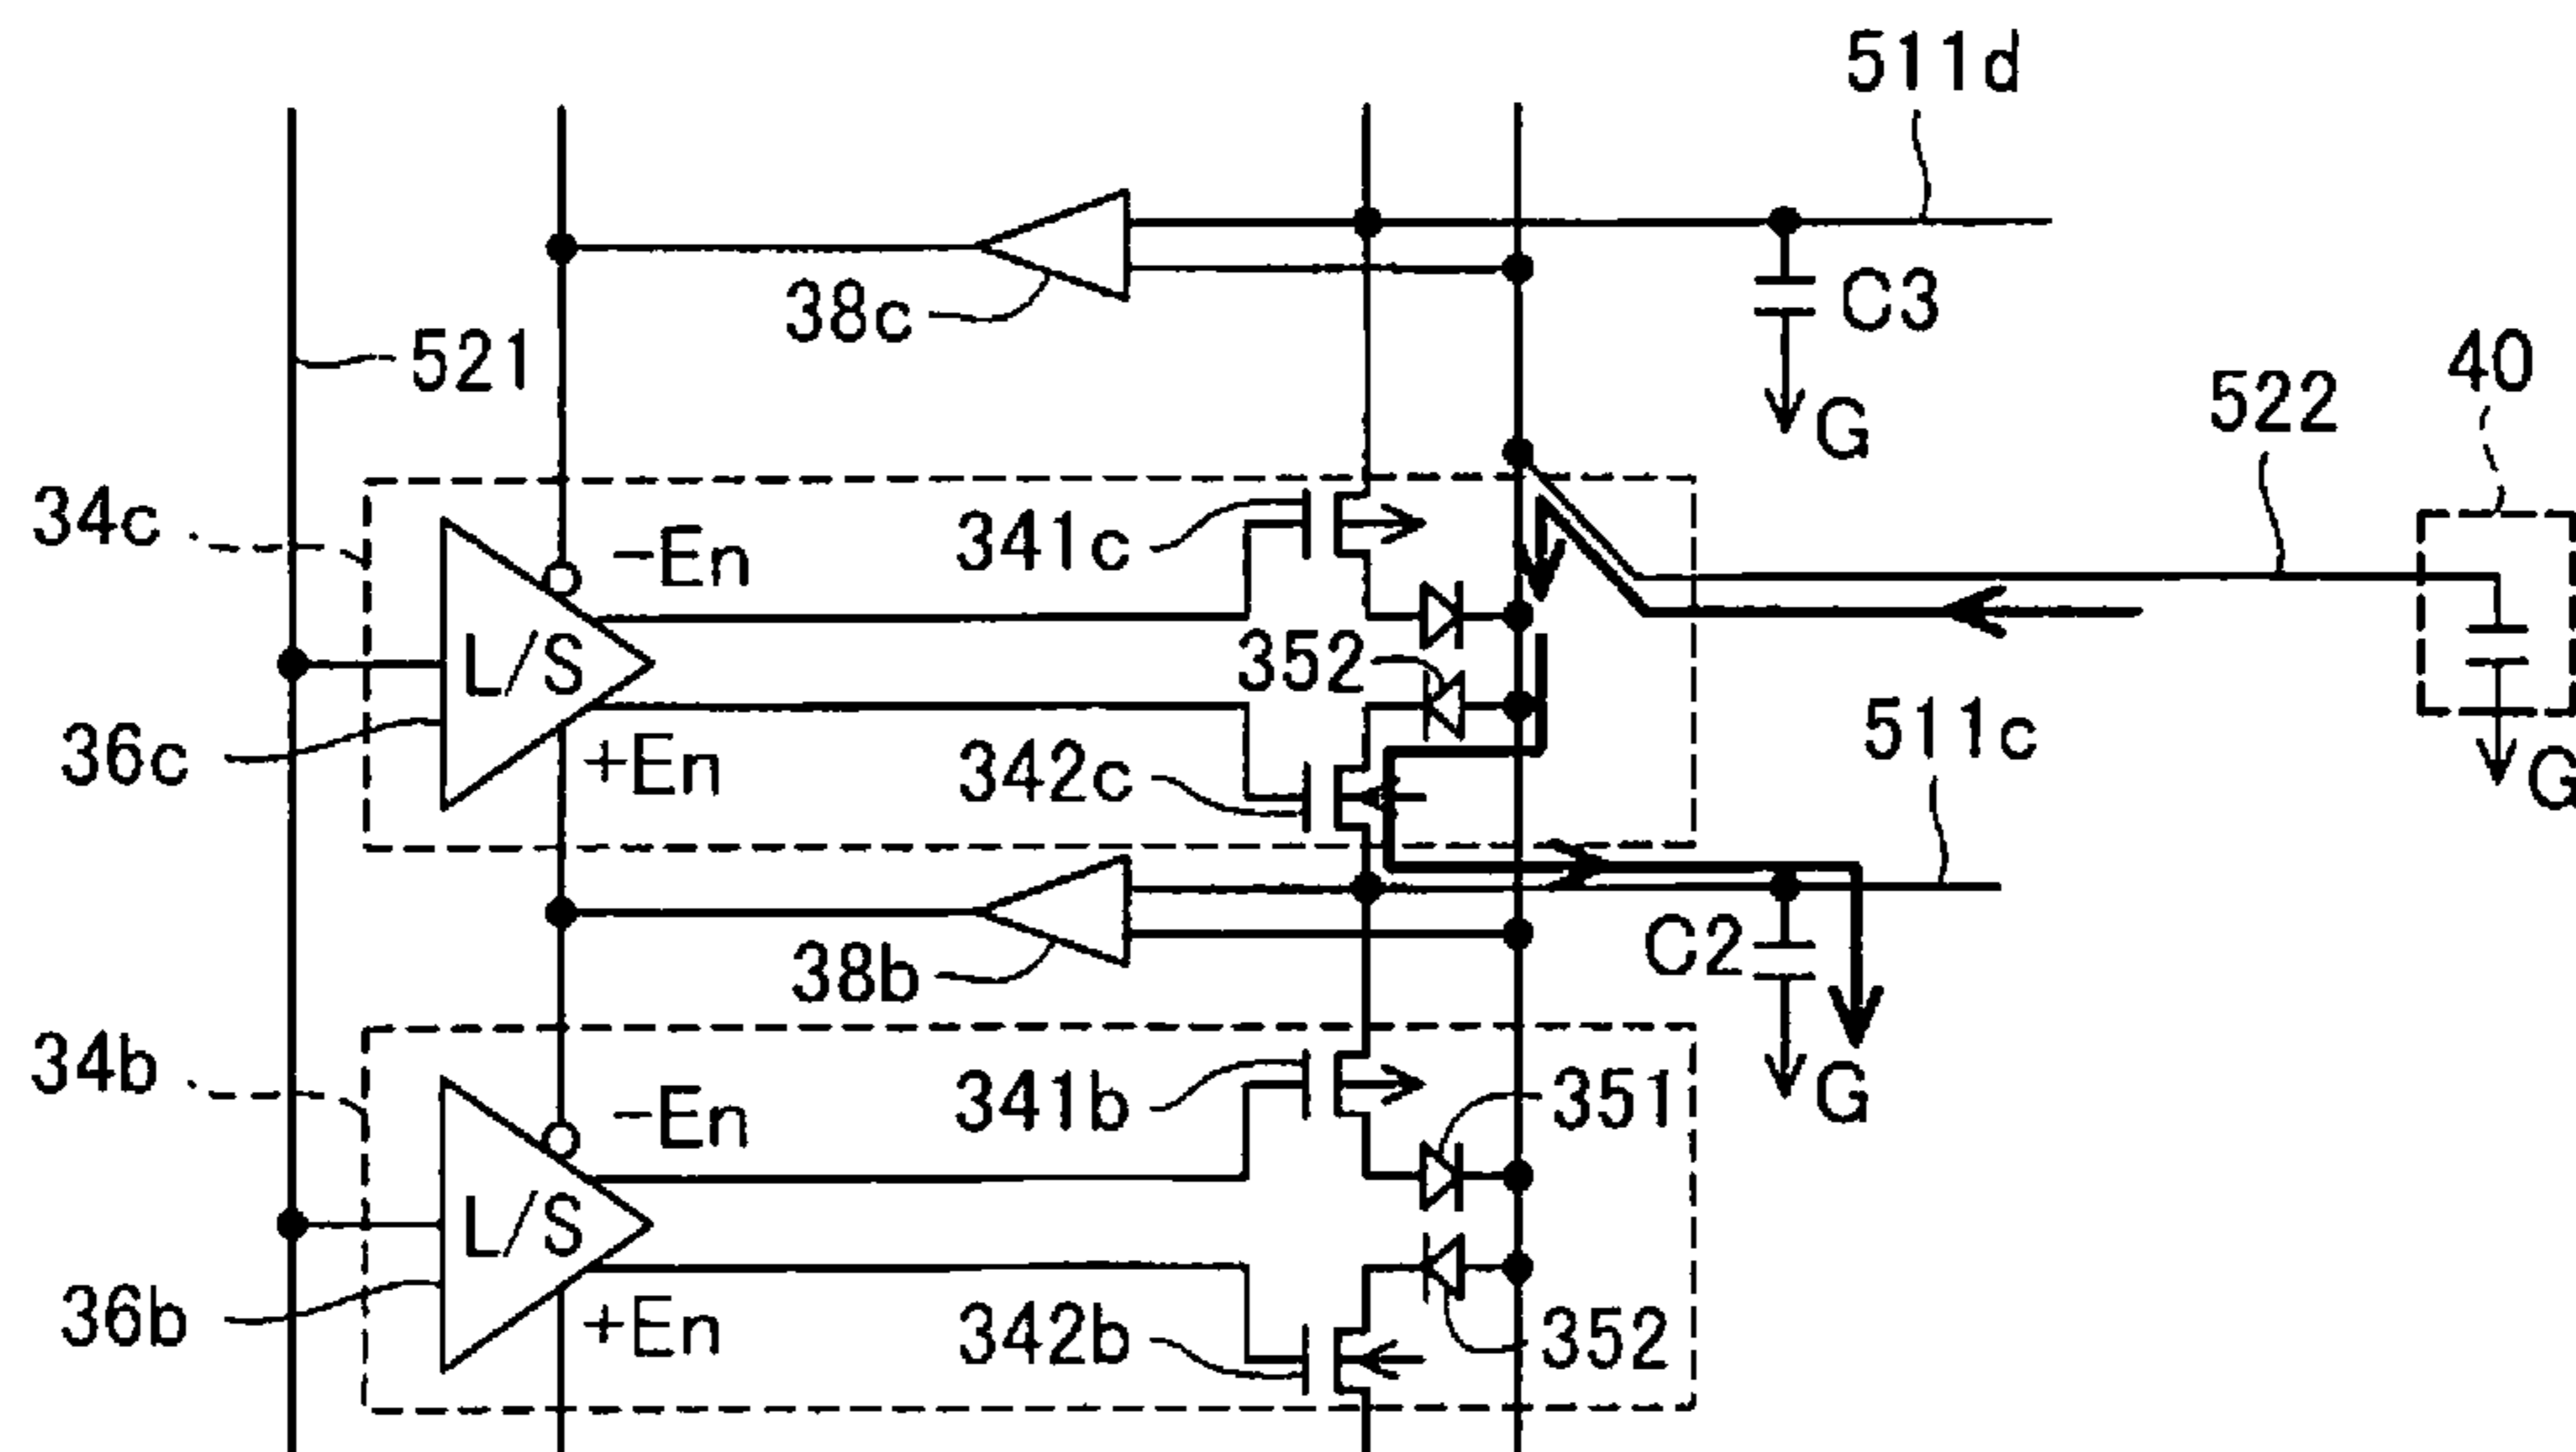 511d
38c
C3
521
G
522
40
34c
-En
341c
L/S
352
511c
36c
+En
342c
G
C2
38b
34b
-En
341b
351
G
L/S
36b
+En
342b
352